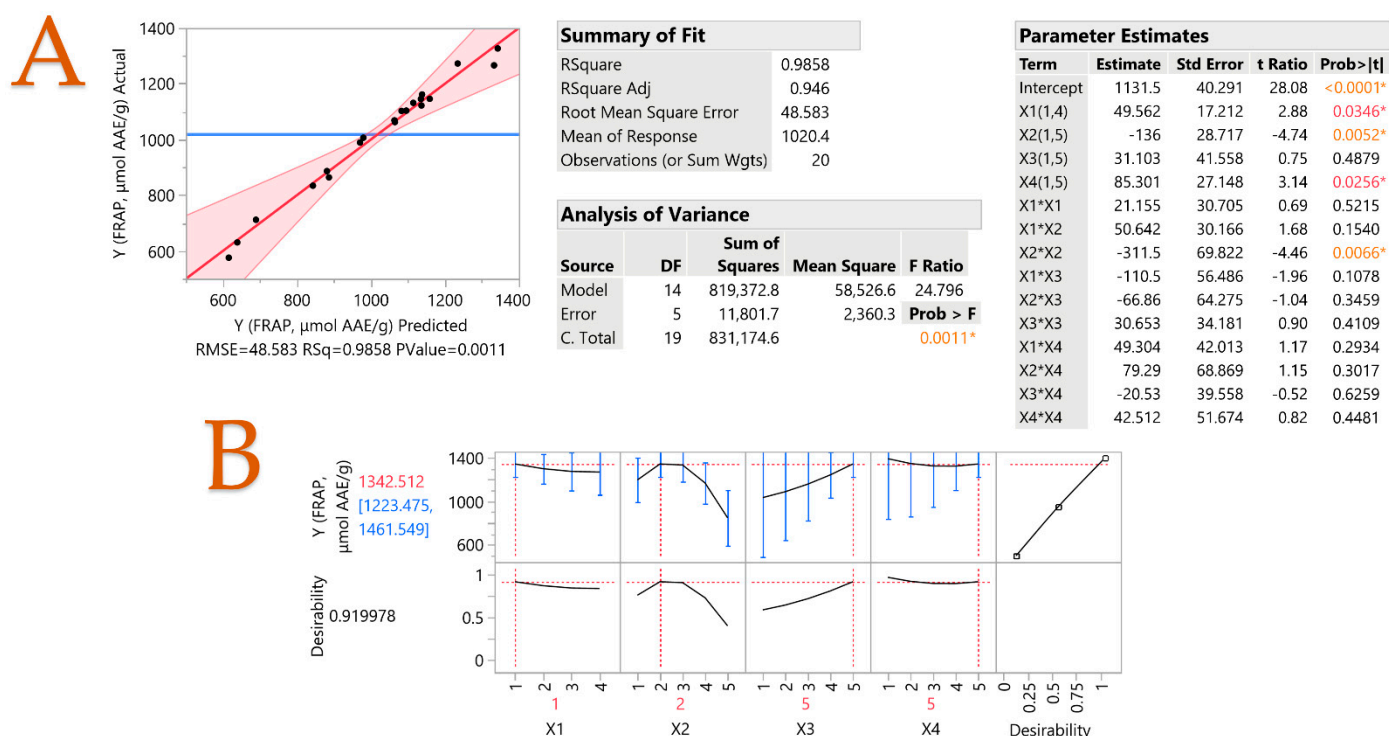 A
Y (FRAP, μmol AAE/g) Actual
1400
1200
1000
800
600
600 800 1000 1200 1400
Y (FRAP, μmol AAE/g) Predicted
RMSE=48.583 RSq=0.9858 PValue=0.0011
Summary of Fit
RSquare 0.9858
RSquare Adj 0.946
Root Mean Square Error 48.583
Mean of Response 1020.4
Observations (or Sum Wgts) 20
Analysis of Variance
Sum of
Source DF Squares Mean Square F Ratio
Model 14 819,372.8 58,526.6 24.796
Error 5 11,801.7 2,360.3 Prob > F
C. Total 19 831,174.6 0.0011*
Parameter Estimates
Term Estimate Std Error t Ratio Prob>|t|
Intercept 1131.5 40.291 28.08 <0.0001*
X1(1,4) 49.562 17.212 2.88 0.0346*
X2(1,5) -136 28.717 -4.74 0.0052*
X3(1,5) 31.103 41.558 0.75 0.4879
X4(1,5) 85.301 27.148 3.14 0.0256*
X1*X1 21.155 30.705 0.69 0.5215
X1*X2 50.642 30.166 1.68 0.1540
X2*X2 -311.5 69.822 -4.46 0.0066*
X1*X3 -110.5 56.486 -1.96 0.1078
X2*X3 -66.86 64.275 -1.04 0.3459
X3*X3 30.653 34.181 0.90 0.4109
X1*X4 49.304 42.013 1.17 0.2934
X2*X4 79.29 68.869 1.15 0.3017
X3*X4 -20.53 39.558 -0.52 0.6259
X4*X4 42.512 51.674 0.82 0.4481
B
Y (FRAP,
μmol AAE/g)
1342.512
[1223.475,
1461.549]
1400
1000
600
Desirability
0.919978
1
0.5
0
1 2 3 4
1 2 3 4 5
1 2 3 4 5
1 2 3 4 5
0 0.25 0.5 0.75 1
1 2 5 5
X1 X2 X3 X4 Desirability